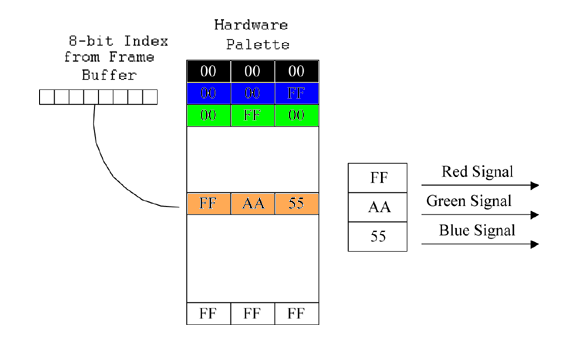 Hardware
Palette
8-bit Index
from Frame
Buffer
00 00 00
00 00 FF
00 FF 00
FF AA 55
FF FF FF
FF Red Signal
AA Green Signal
55 Blue Signal